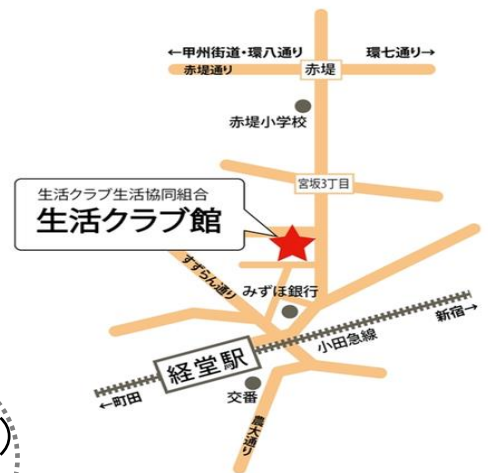 ←甲州街道・環八通り
環七通り→
赤堤通り
赤堤
赤堤小学校
宮坂3丁目
生活クラブ生活協同組合
生活クラブ館
すずらん通り
みずほ銀行
新宿→
小田急線
経堂駅
←町田
交番
農大通り